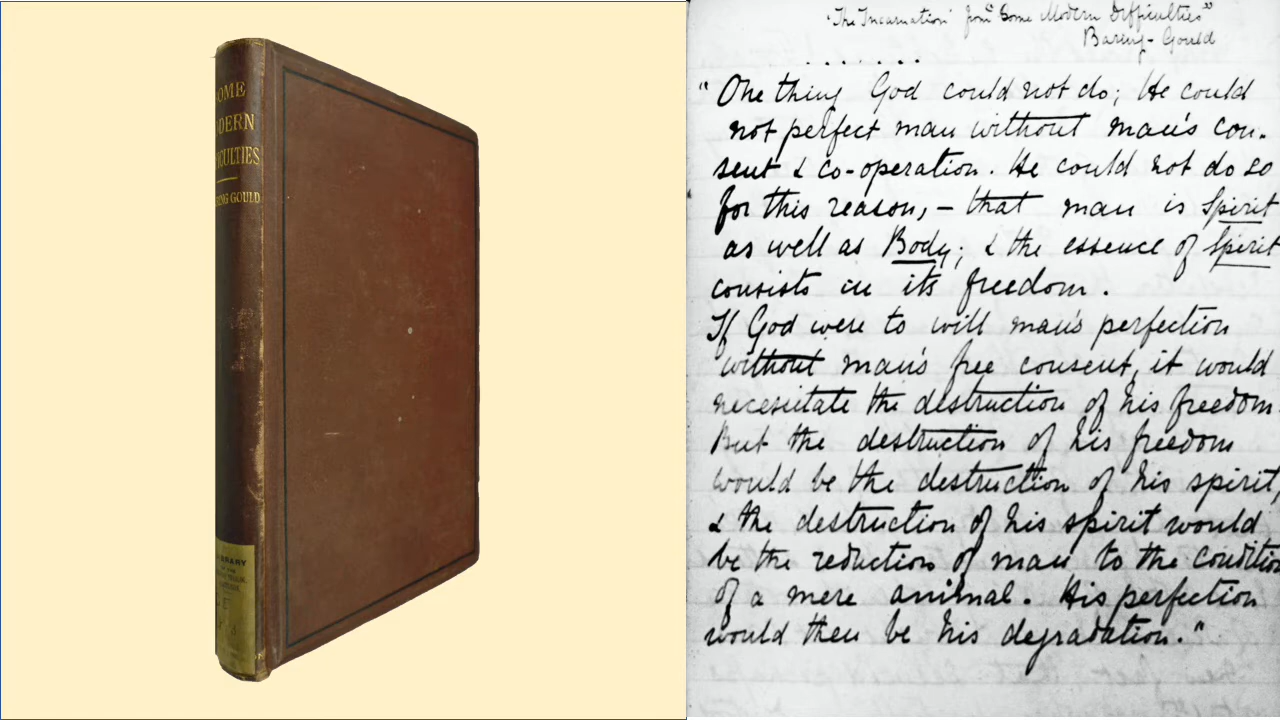 OME
DERN
CULTIES
ING GOULD
RARY
"The Incarnation" from "Some Modern Difficulties"
Baring-Gould
"One thing God could not do; He could
not perfect man without man's con-
sent & co-operation. He could not do so
for this reason, - that man is Spirit
as well as Body; & the essence of Spirit
consists in its freedom.
If God were to will man's perfection
without man's free consent, it would
necessitate the destruction of his freedom.
But the destruction of his freedom
would be the destruction of his spirit,
& the destruction of his spirit would
be the reduction of man to the condition
of a mere animal. His perfection
would then be his degradation."